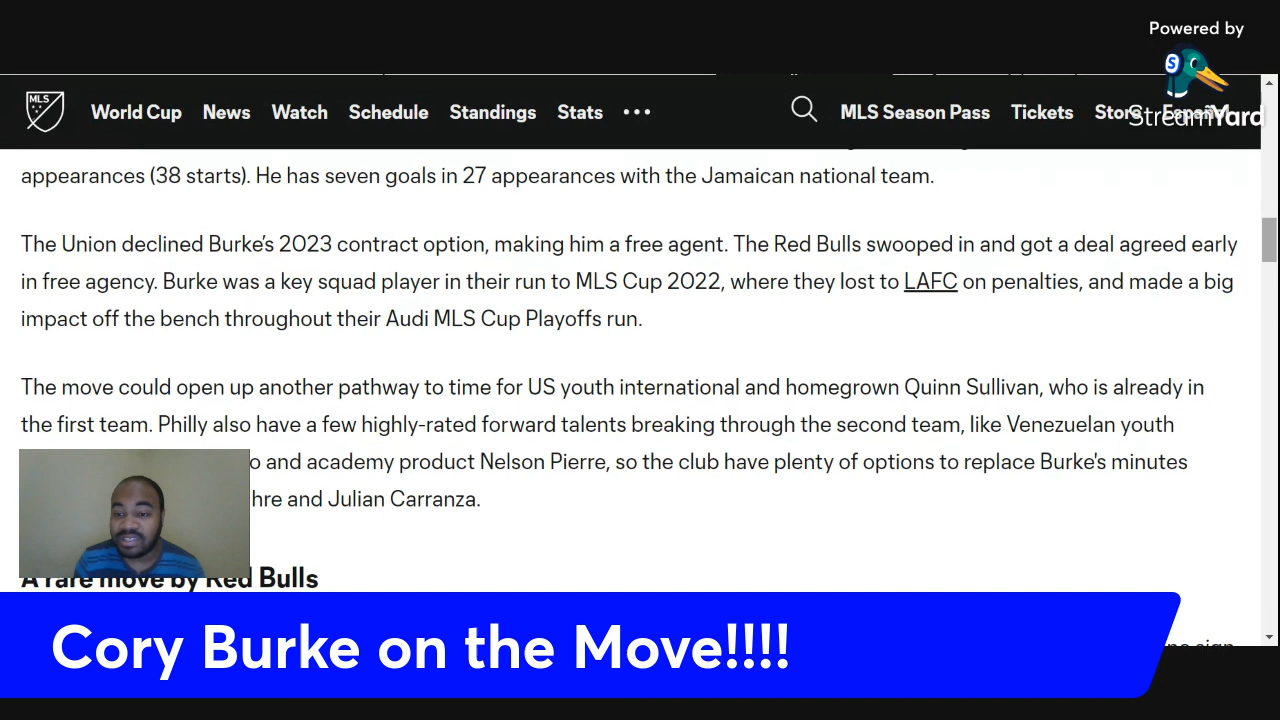 Powered by
StreamYard
MLS
World Cup News Watch Schedule Standings Stats ••• MLS Season Pass Tickets Store Español
appearances (38 starts). He has seven goals in 27 appearances with the Jamaican national team.
The Union declined Burke's 2023 contract option, making him a free agent. The Red Bulls swooped in and got a deal agreed early
in free agency. Burke was a key squad player in their run to MLS Cup 2022, where they lost to LAFC on penalties, and made a big
impact off the bench throughout their Audi MLS Cup Playoffs run.
The move could open up another pathway to time for US youth international and homegrown Quinn Sullivan, who is already in
the first team. Philly also have a few highly-rated forward talents breaking through the second team, like Venezuelan youth
o and academy product Nelson Pierre, so the club have plenty of options to replace Burke's minutes
hre and Julian Carranza.
A rare move by Red Bulls
Cory Burke on the Move!!!!